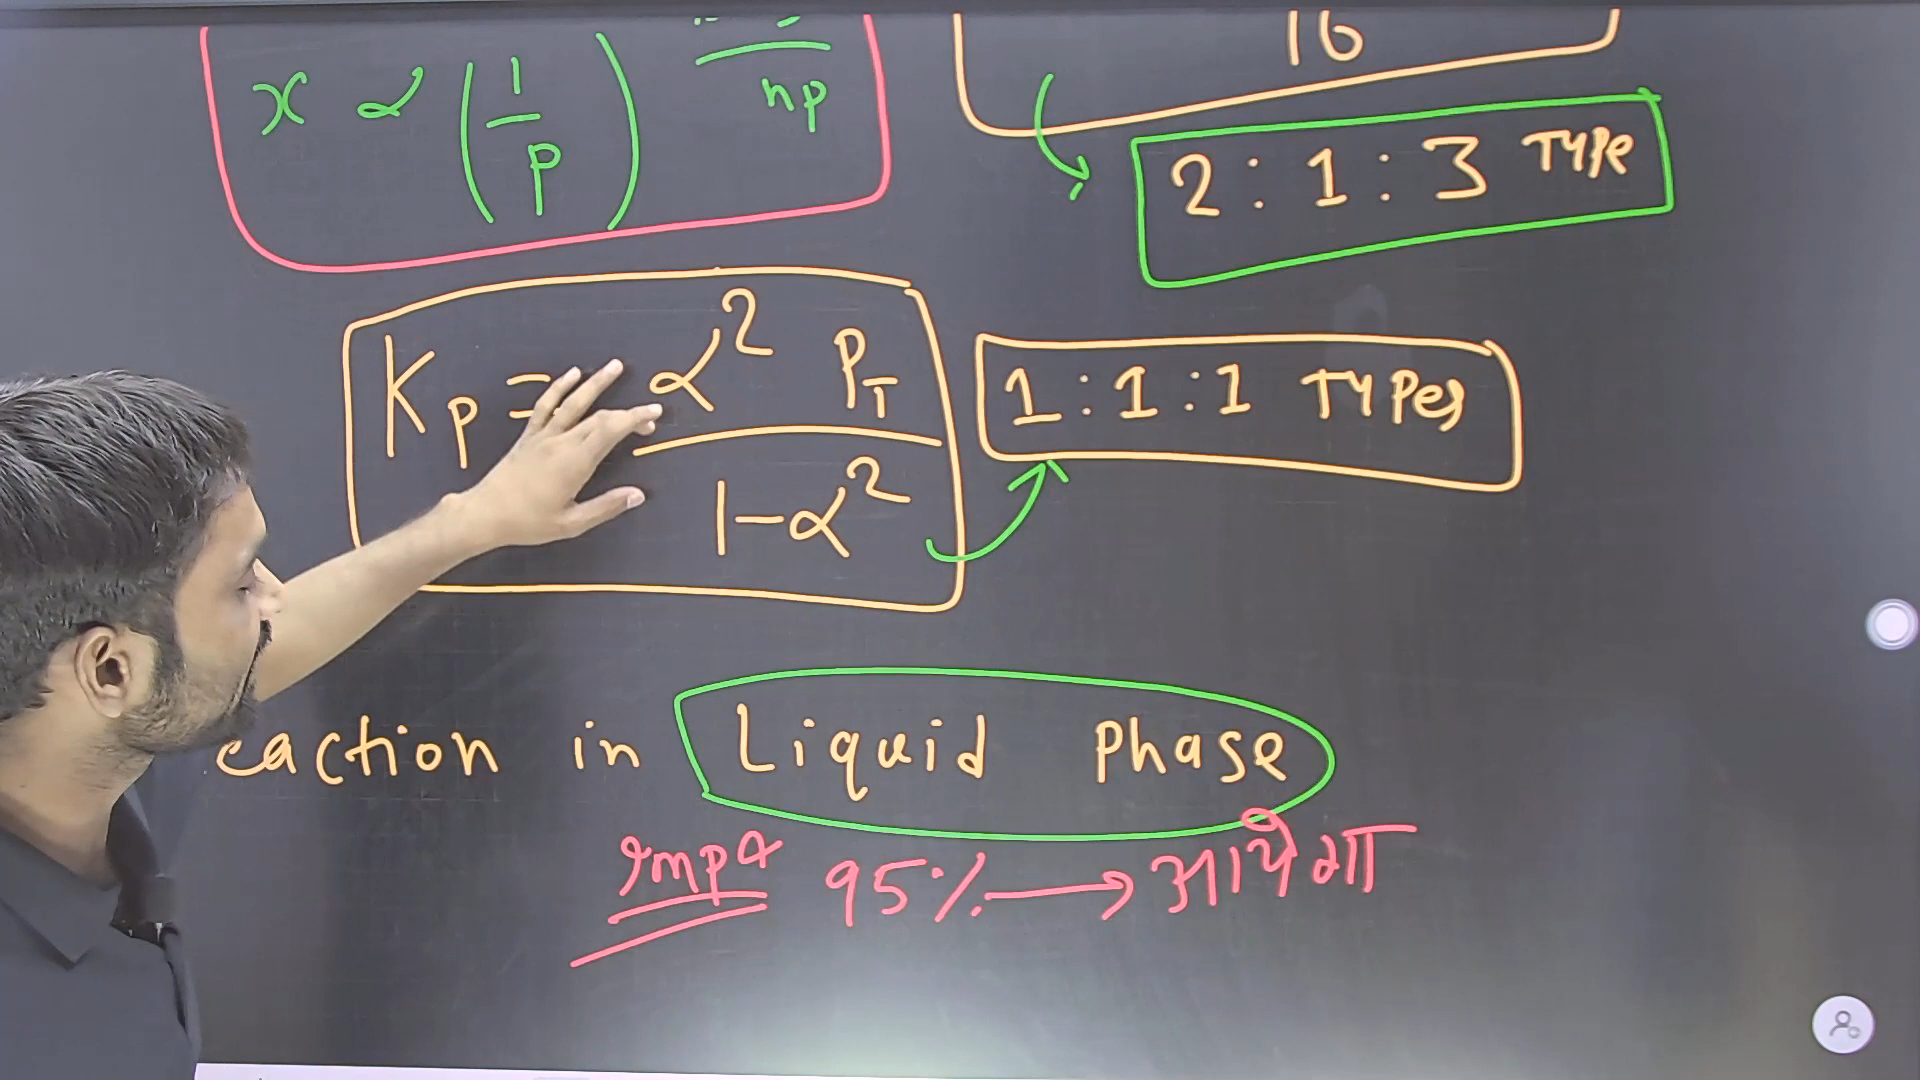 x ∝ (1/p) np
16
2 : 1 : 3 TYPe
Kp = α² PT / 1-α²
1 : 1 : 1 TYPes
eaction in Liquid Phase
Imp 95% → आयेगा